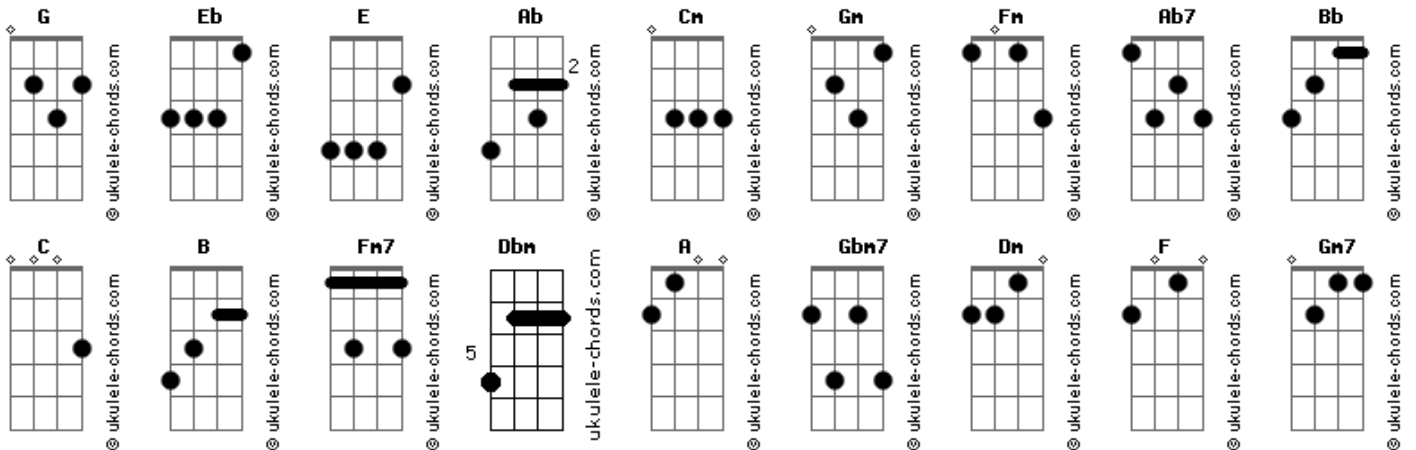 G Eb E Ab Cm Gm Fm Ab7 Bb
© ukulele-chords.com © ukulele-chords.com © ukulele-chords.com 2 © ukulele-chords.com © ukulele-chords.com © ukulele-chords.com © ukulele-chords.com © ukulele-chords.com © ukulele-chords.com
C B Fm7 Dbm A Gbm7 Dm F Gm7
© ukulele-chords.com © ukulele-chords.com © ukulele-chords.com 5 ukulele-chords.com © ukulele-chords.com © ukulele-chords.com © ukulele-chords.com © ukulele-chords.com © ukulele-chords.com